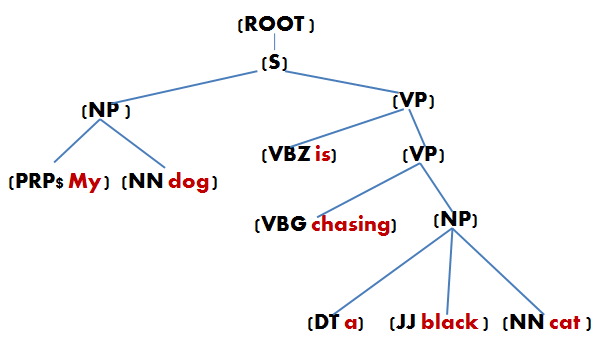 (ROOT )
(S)
(NP ) (VP)
(VBZ is) (VP)
(PRP$ My) (NN dog)
(VBG chasing) (NP)
(DT a) (JJ black ) (NN cat )